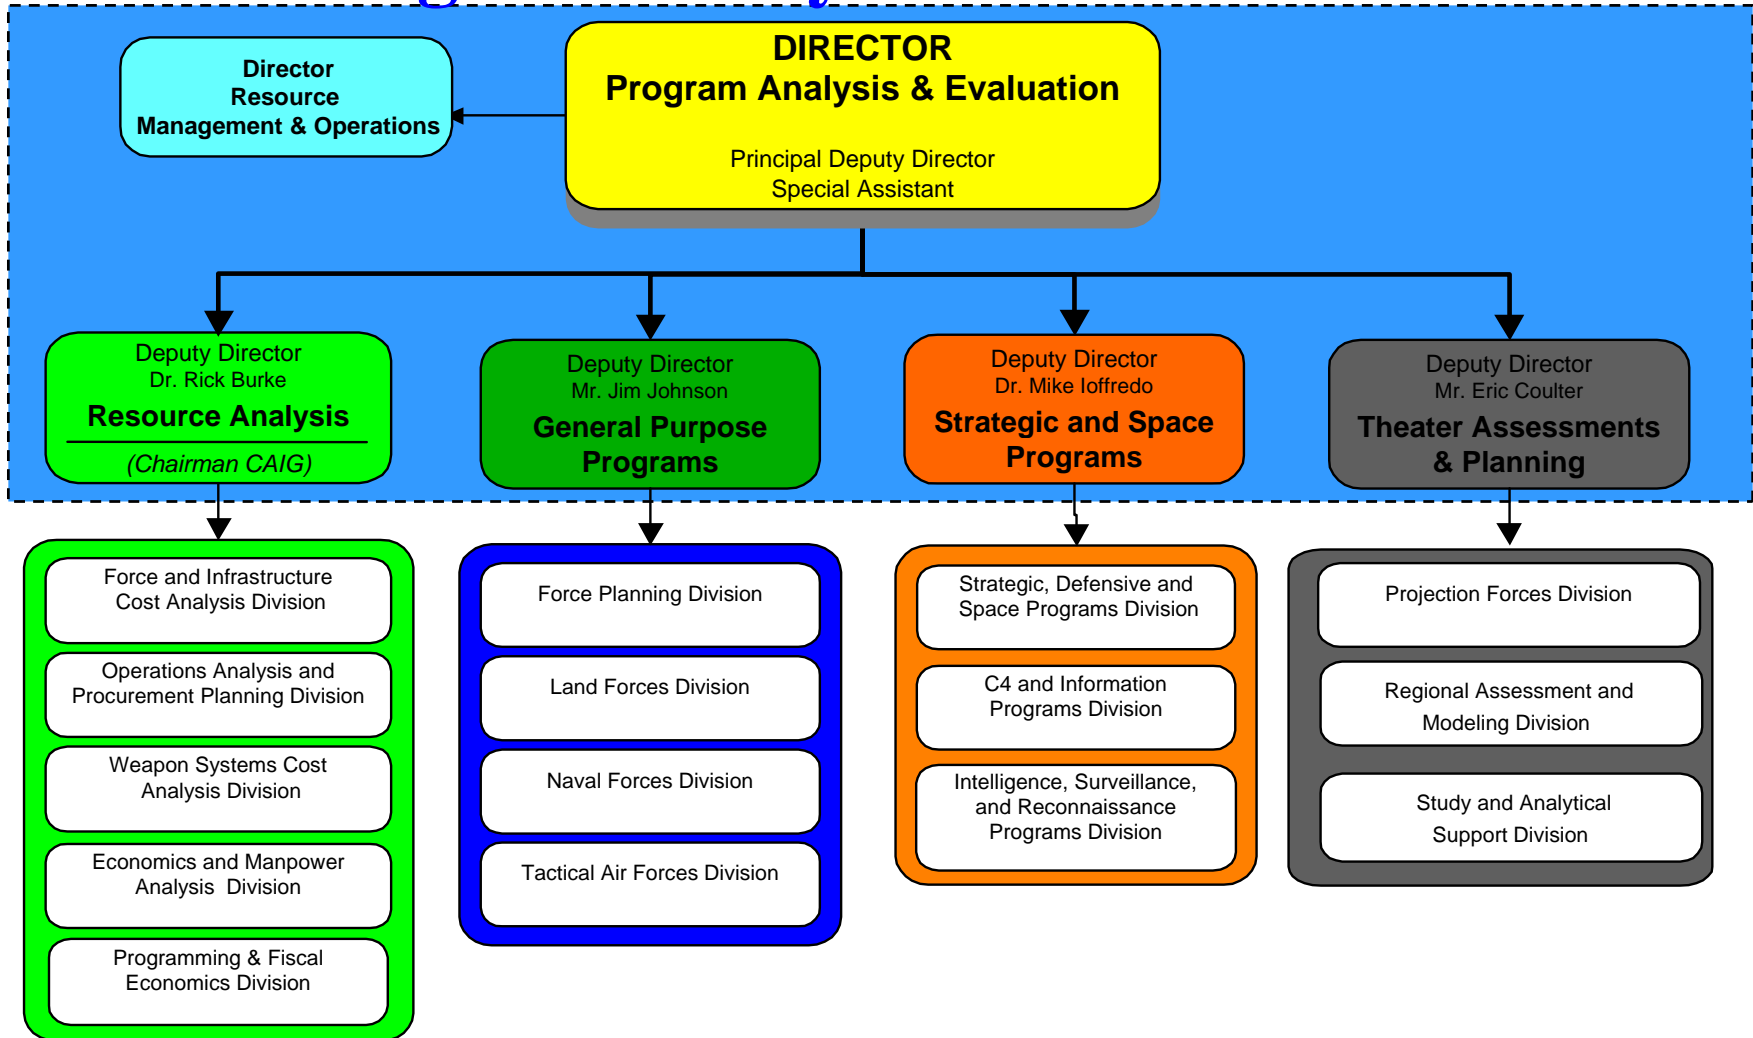 DIRECTOR
Program Analysis & Evaluation
Principal Deputy Director
Special Assistant
Director
Resource
Management & Operations
Deputy Director
Dr. Rick Burke
Resource Analysis
(Chairman CAIG)
Deputy Director
Mr. Jim Johnson
General Purpose
Programs
Deputy Director
Dr. Mike Ioffredo
Strategic and Space
Programs
Deputy Director
Mr. Eric Coulter
Theater Assessments
& Planning
Force and Infrastructure
Cost Analysis Division
Operations Analysis and
Procurement Planning Division
Weapon Systems Cost
Analysis Division
Economics and Manpower
Analysis Division
Programming & Fiscal
Economics Division
Force Planning Division
Land Forces Division
Naval Forces Division
Tactical Air Forces Division
Strategic, Defensive and
Space Programs Division
C4 and Information
Programs Division
Intelligence, Surveillance,
and Reconnaissance
Programs Division
Projection Forces Division
Regional Assessment and
Modeling Division
Study and Analytical
Support Division